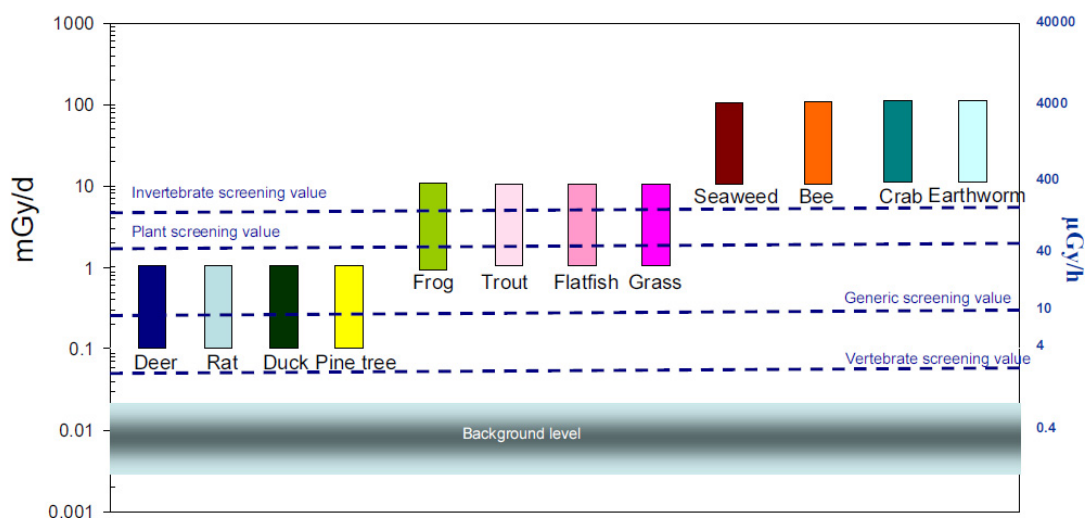 1000
40000
100
4000
10
400
Invertebrate screening value
Seaweed Bee Crab Earthworm
Plant screening value
mGy/d
µGy/h
40
1
Frog Trout Flatfish Grass
Generic screening value
10
0.1
4
Deer Rat Duck Pine tree
Vertebrate screening value
0.01
Background level
0.4
0.001